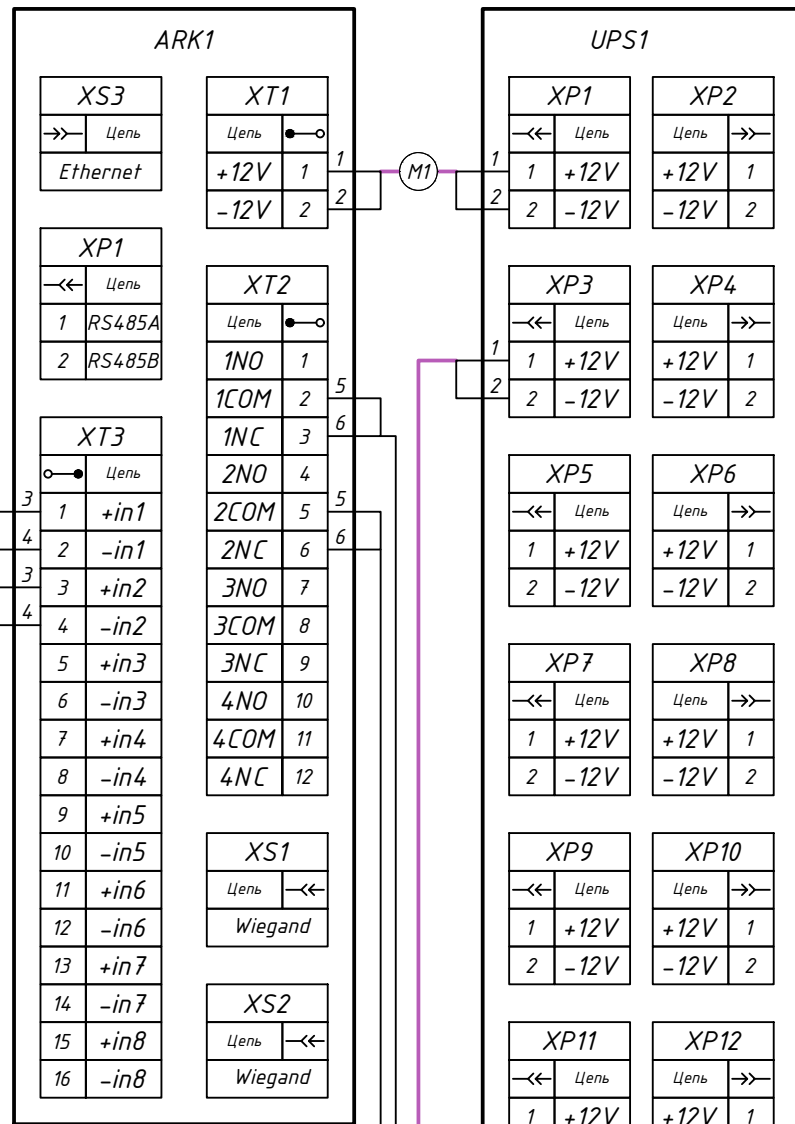 ARK1
XS3
Цепь
Ethernet
XP1
Цепь
1 RS485A
2 RS485B
XT3
Цепь
3 1 +in1
4 2 -in1
3 3 +in2
4 4 -in2
5 +in3
6 -in3
7 +in4
8 -in4
9 +in5
10 -in5
11 +in6
12 -in6
13 +in7
14 -in7
15 +in8
16 -in8
XT1
Цепь
+12V 1 1
-12V 2 2
XT2
Цепь
1NO 1
1COM 2 5
1NC 3 6
2NO 4
2COM 5 5
2NC 6 6
3NO 7
3COM 8
3NC 9
4NO 10
4COM 11
4NC 12
XS1
Цепь
Wiegand
XS2
Цепь
Wiegand
M1
UPS1
XP1
Цепь
1 1 +12V
2 2 -12V
XP2
Цепь
+12V 1
-12V 2
XP3
Цепь
1 1 +12V
2 2 -12V
XP4
Цепь
+12V 1
-12V 2
XP5
Цепь
1 +12V
2 -12V
XP6
Цепь
+12V 1
-12V 2
XP7
Цепь
1 +12V
2 -12V
XP8
Цепь
+12V 1
-12V 2
XP9
Цепь
1 +12V
2 -12V
XP10
Цепь
+12V 1
-12V 2
XP11
Цепь
1 +12V
XP12
Цепь
+12V 1